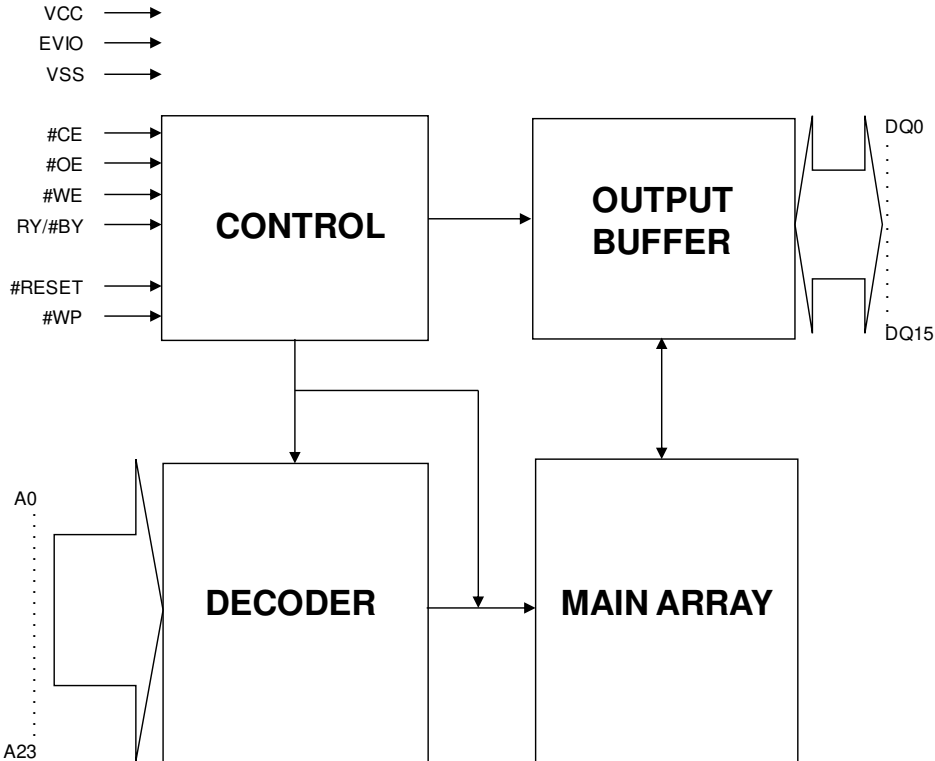 VCC
EVIO
VSS
#CE
#OE
#WE
RY/#BY
#RESET
#WP
CONTROL
OUTPUT
BUFFER
DQ0
DQ15
A0
A23
DECODER
MAIN ARRAY